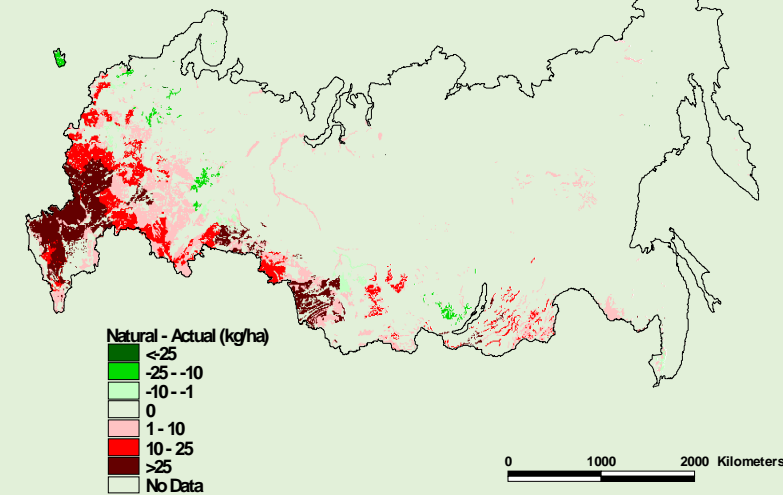 Natural - Actual (kg/ha)
<-25
-25 - -10
-10 - -1
0
1 - 10
10 - 25
>25
No Data
0 1000 2000 Kilometers